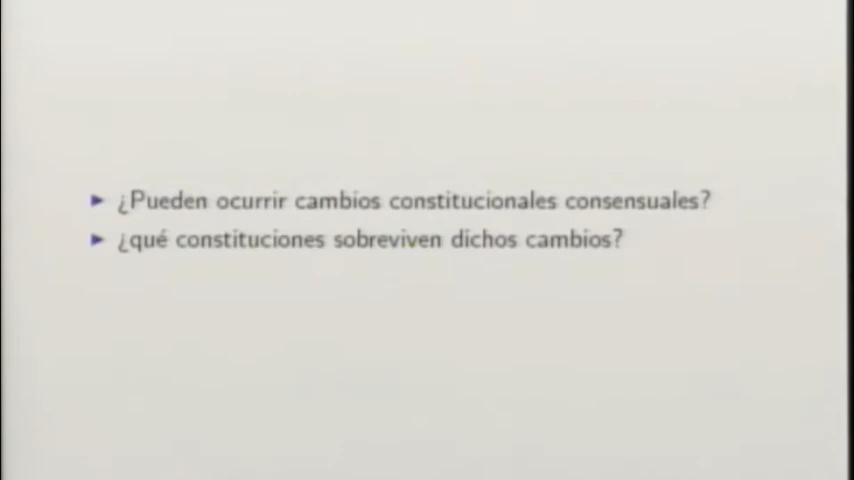 ¿Pueden ocurrir cambios constitucionales consensuales?
¿qué constituciones sobreviven dichos cambios?